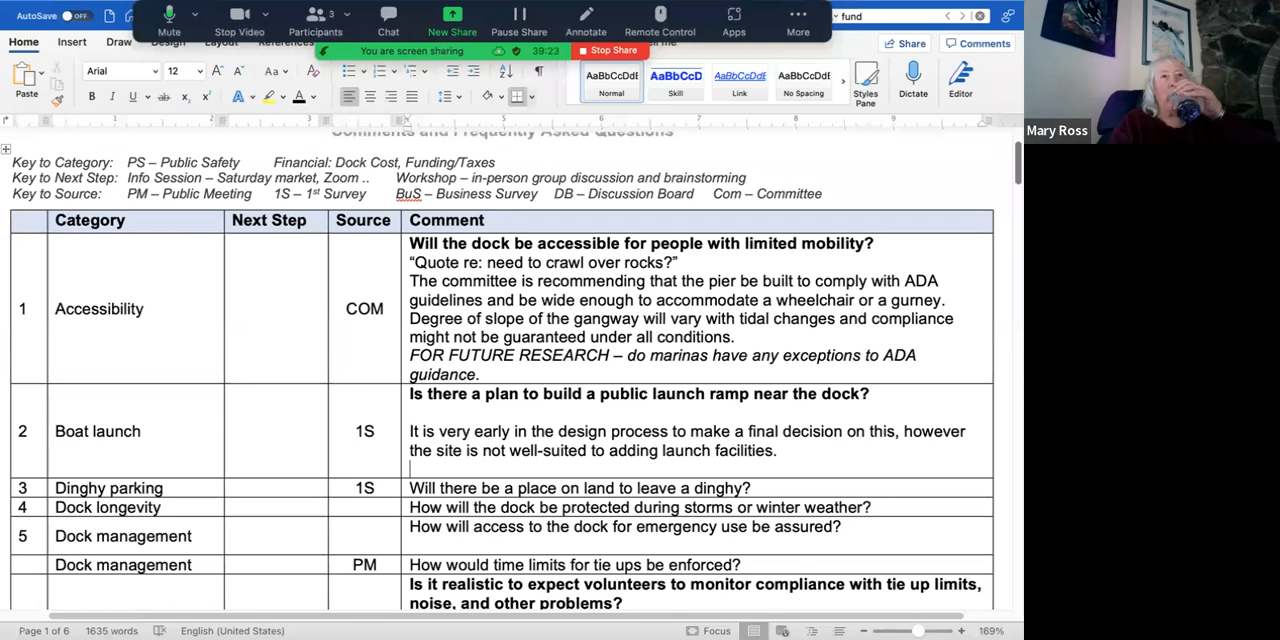 AutoSave OFF
fund
Mute
Stop Video
Participants 3
Chat
New Share
Pause Share
Annotate
Remote Control
Apps
More
You are screen sharing 39:23 Stop Share
Home Insert Draw Design Layout References
Tell me
Share Comments
Paste
Arial 12
AaBbCcDdE Normal
AaBbCcD Skill
AaBbCcDdE Link
AaBbCcDdE No Spacing
Styles Pane
Dictate
Editor
Comments and Frequently Asked Questions
Key to Category: PS – Public Safety Financial: Dock Cost, Funding/Taxes
Key to Next Step: Info Session – Saturday market, Zoom .. Workshop – in-person group discussion and brainstorming
Key to Source: PM – Public Meeting 1S – 1st Survey BuS – Business Survey DB – Discussion Board Com – Committee
Category Next Step Source Comment
1 Accessibility COM
Will the dock be accessible for people with limited mobility?
“Quote re: need to crawl over rocks?”
The committee is recommending that the pier be built to comply with ADA
guidelines and be wide enough to accommodate a wheelchair or a gurney.
Degree of slope of the gangway will vary with tidal changes and compliance
might not be guaranteed under all conditions.
FOR FUTURE RESEARCH – do marinas have any exceptions to ADA
guidance.
2 Boat launch 1S
Is there a plan to build a public launch ramp near the dock?
It is very early in the design process to make a final decision on this, however
the site is not well-suited to adding launch facilities.
3 Dinghy parking 1S Will there be a place on land to leave a dinghy?
4 Dock longevity How will the dock be protected during storms or winter weather?
5 Dock management How will access to the dock for emergency use be assured?
Dock management PM How would time limits for tie ups be enforced?
Is it realistic to expect volunteers to monitor compliance with tie up limits,
noise, and other problems?
Page 1 of 6 1635 words English (United States) Focus 169%
Mary Ross